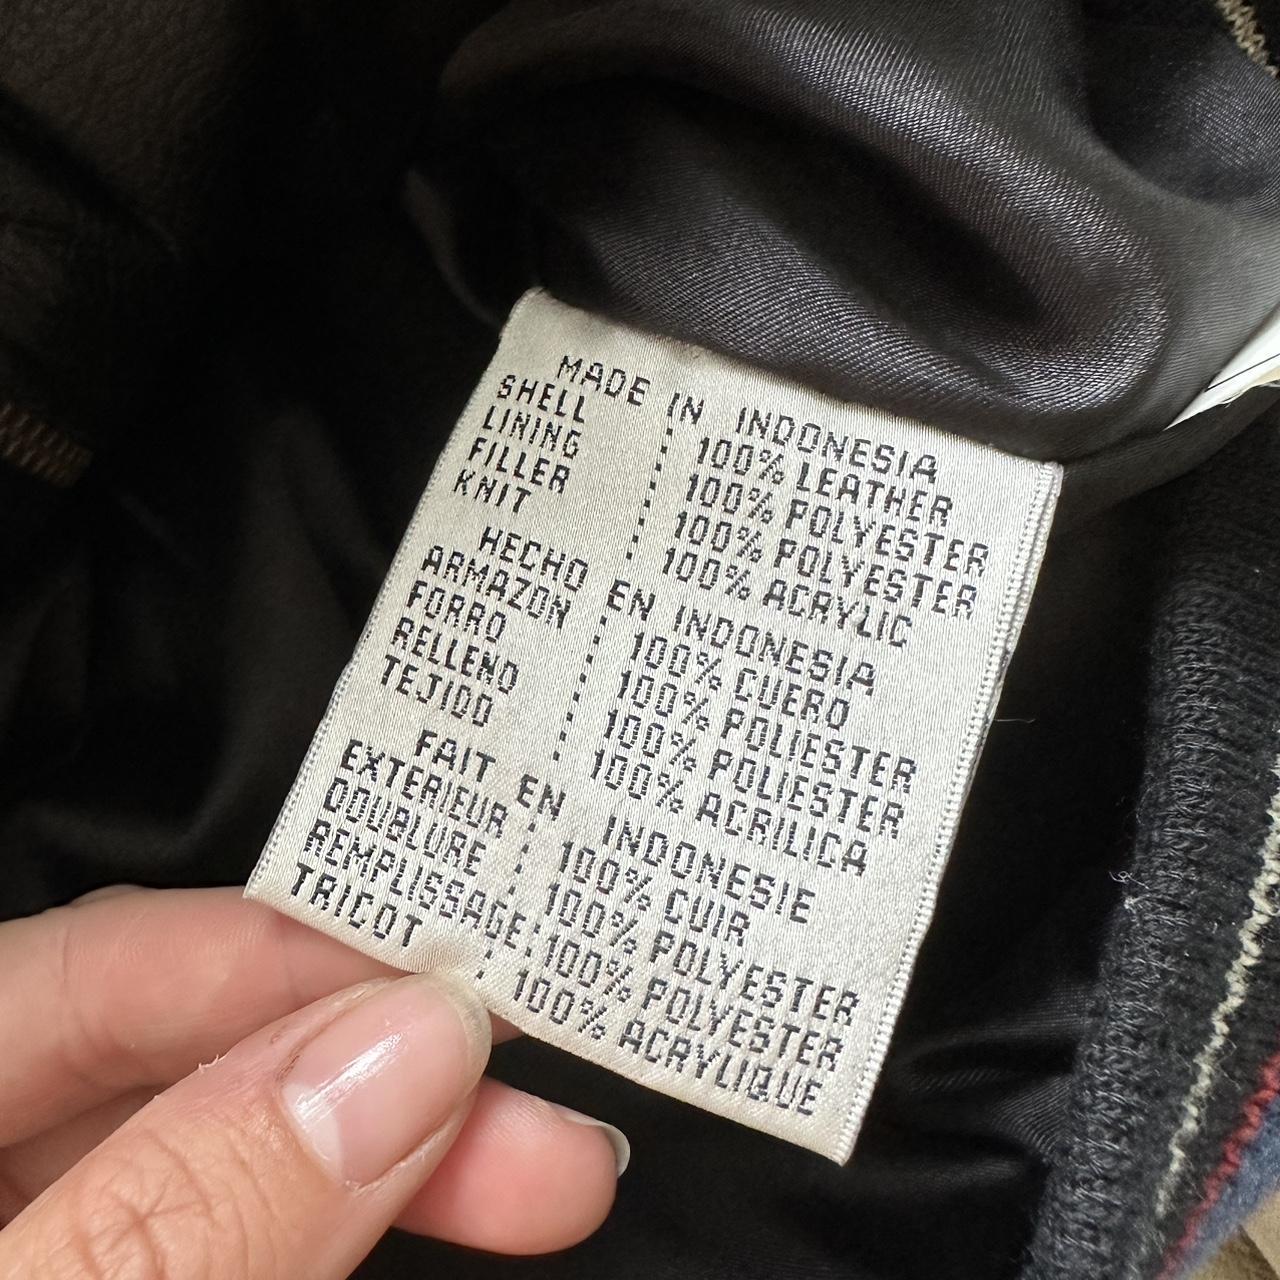 MADE IN INDONESIA
SHELL : 100% LEATHER
LINING : 100% POLYESTER
FILLER : 100% POLYESTER
KNIT : 100% ACRYLIC
HECHO EN INDONESIA
ARMAZON : 100% CUERO
FORRO : 100% POLIESTER
RELLENO : 100% POLIESTER
TEJIDO : 100% ACRILICA
FAIT EN INDONESIE
EXTERIEUR : 100% CUIR
DOUBLURE : 100% POLYESTER
REMPLISSAGE: 100% POLYESTER
TRICOT : 100% ACRYLIQUE